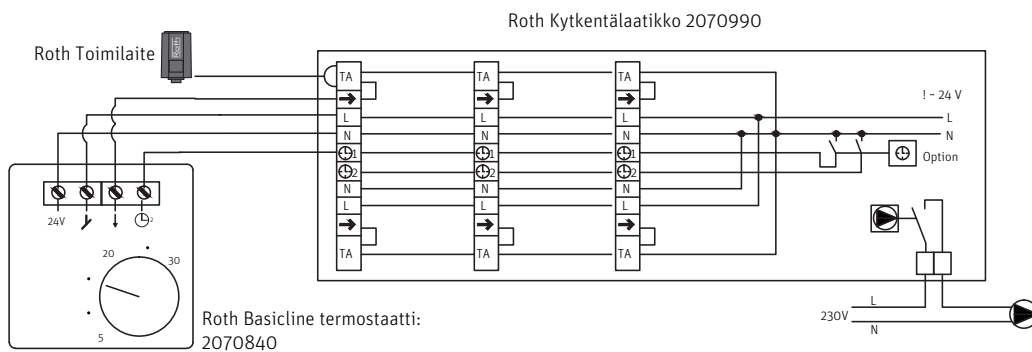 Roth Kytkentälaatikko 2070990
Roth Toimilaite
Roth
TA
L
N
1
2
N
L
TA
TA
L
N
1
2
N
L
TA
TA
L
N
1
2
N
L
TA
! ~ 24 V
L
N
Option
24V
2
20
30
5
Roth Basicline termostaatti:
2070840
230V
L
N